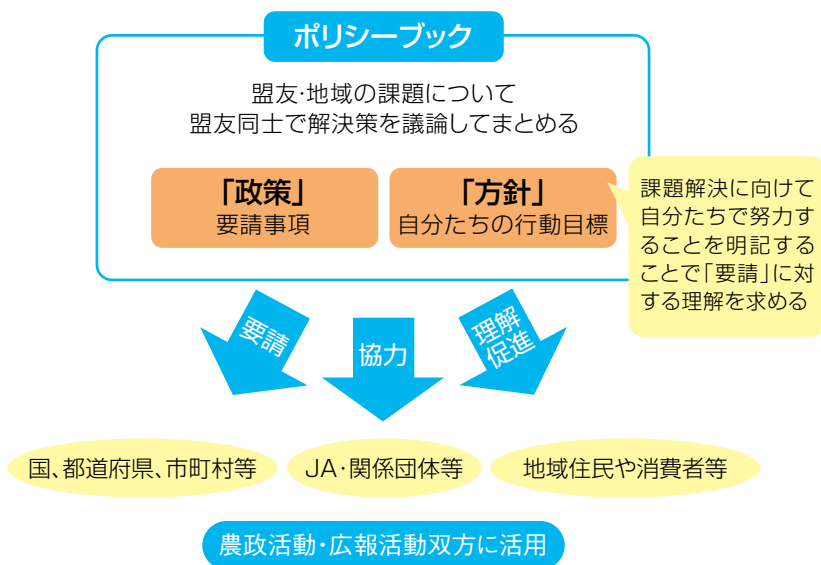 ポリシーブック
盟友・地域の課題について
盟友同士で解決策を議論してまとめる
「政策」
要請事項
「方針」
自分たちの行動目標
課題解決に向けて
自分たちで努力す
ることを明記する
ことで「要請」に対
する理解を求める
要請
協力
理解
促進
国、都道府県、市町村等
JA・関係団体等
地域住民や消費者等
農政活動・広報活動双方に活用